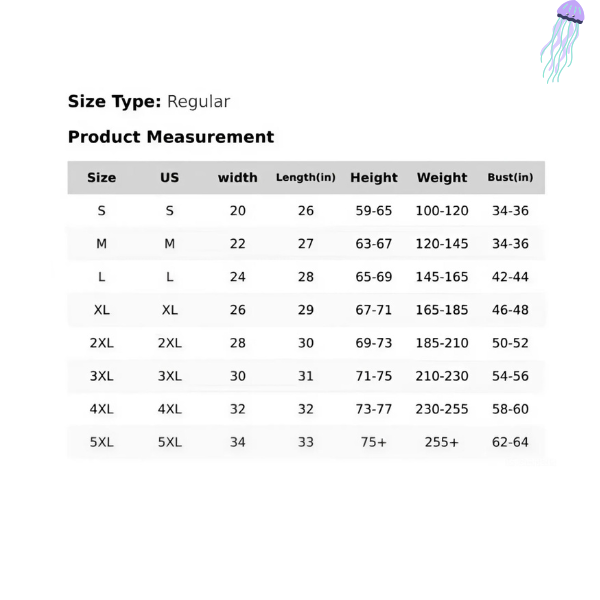 Size Type: Regular
Product Measurement
Size US width Length(in) Height Weight Bust(in)
S S 20 26 59-65 100-120 34-36
M M 22 27 63-67 120-145 34-36
L L 24 28 65-69 145-165 42-44
XL XL 26 29 67-71 165-185 46-48
2XL 2XL 28 30 69-73 185-210 50-52
3XL 3XL 30 31 71-75 210-230 54-56
4XL 4XL 32 32 73-77 230-255 58-60
5XL 5XL 34 33 75+ 255+ 62-64